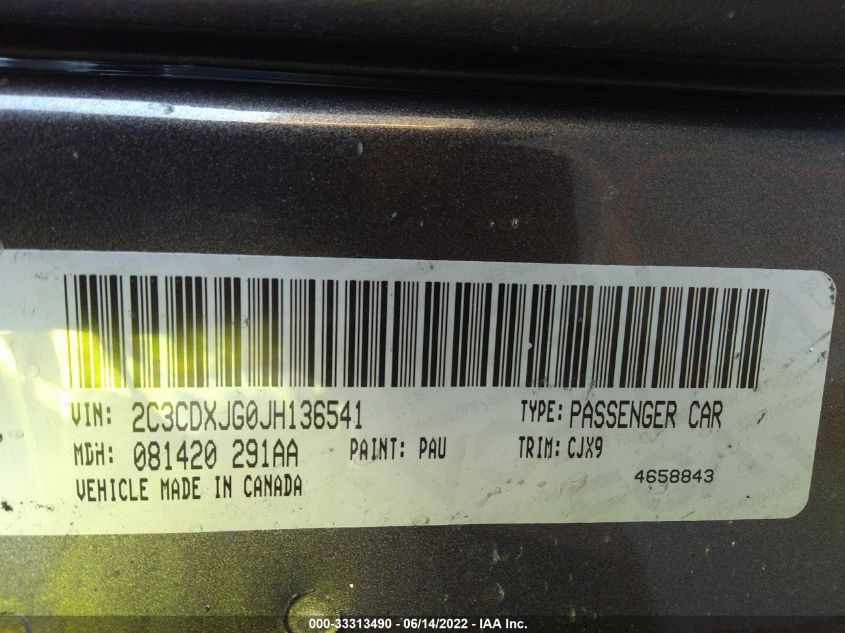 VIN: 2C3CDXJG0JH136541 TYPE: PASSENGER CAR
MDH: 081420 291AA PAINT: PAU TRIM: CJX9
VEHICLE MADE IN CANADA 4658843
000-33313490 - 06/14/2022 - IAA Inc.